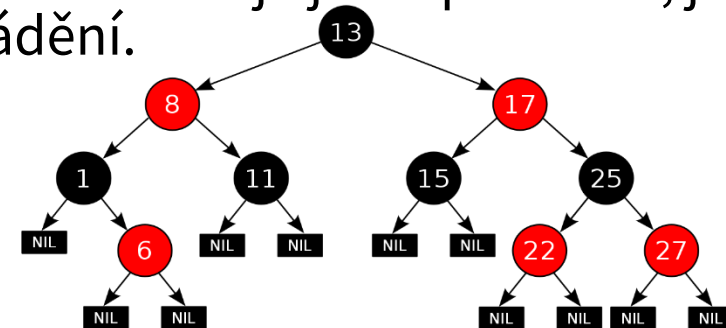 ádění.
13
8 17
1 11 15 25
NIL 6 NIL NIL NIL NIL 22 27
NIL NIL NIL NIL NIL NIL